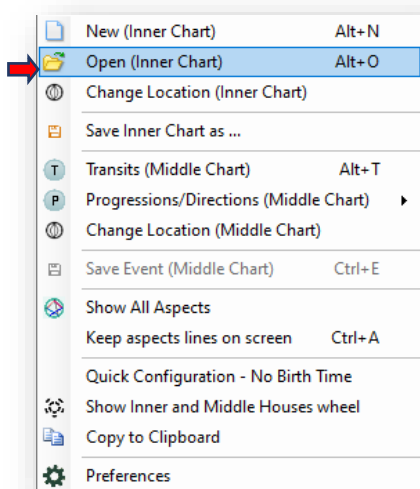 New (Inner Chart) Alt+N
Open (Inner Chart) Alt+O
Change Location (Inner Chart)
Save Inner Chart as ...
T Transits (Middle Chart) Alt+T
P Progressions/Directions (Middle Chart)
Change Location (Middle Chart)
Save Event (Middle Chart) Ctrl+E
Show All Aspects
Keep aspects lines on screen Ctrl+A
Quick Configuration - No Birth Time
Show Inner and Middle Houses wheel
Copy to Clipboard
Preferences